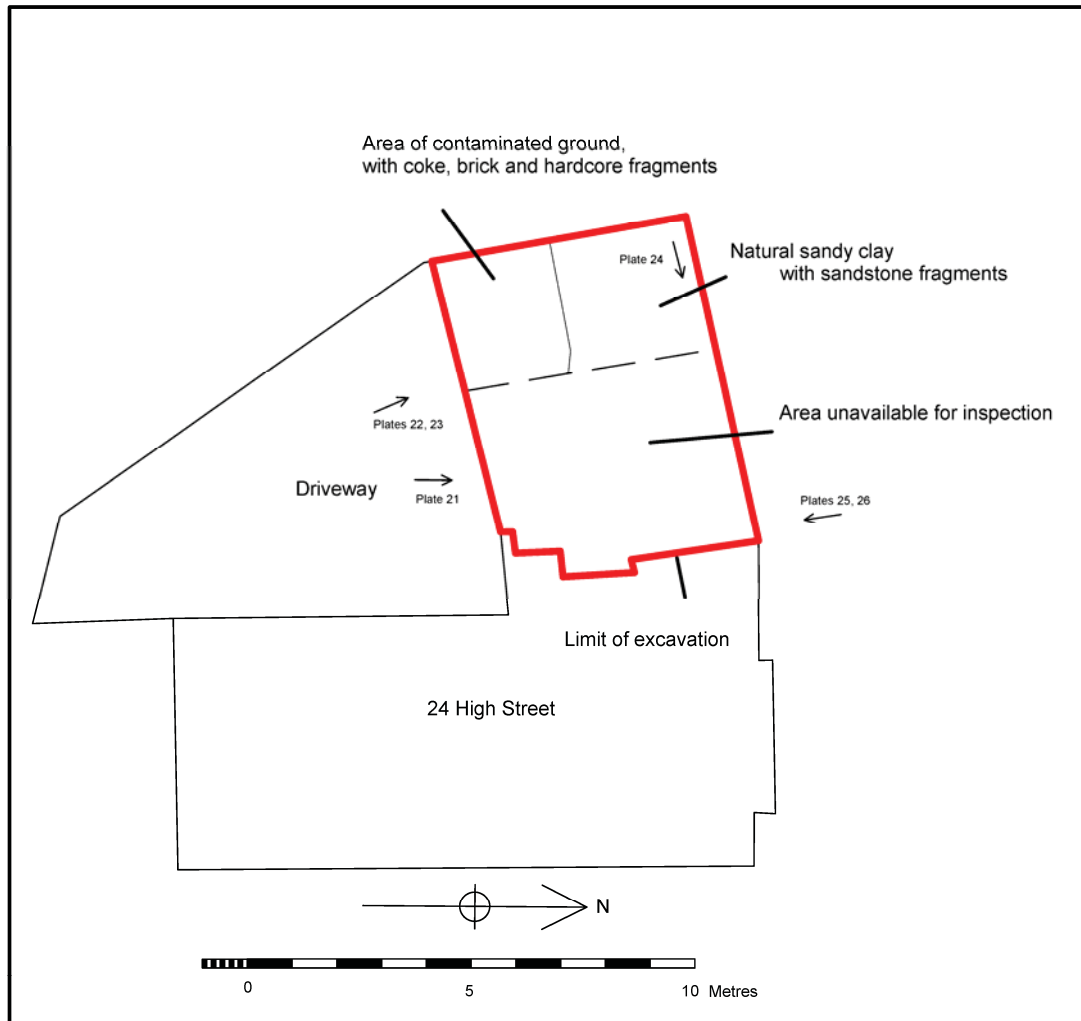 Area of contaminated ground,
with coke, brick and hardcore fragments
Plate 24
Natural sandy clay
with sandstone fragments
Area unavailable for inspection
Plates 22, 23
Driveway
Plate 21
Plates 25, 26
Limit of excavation
24 High Street
N
0 5 10 Metres